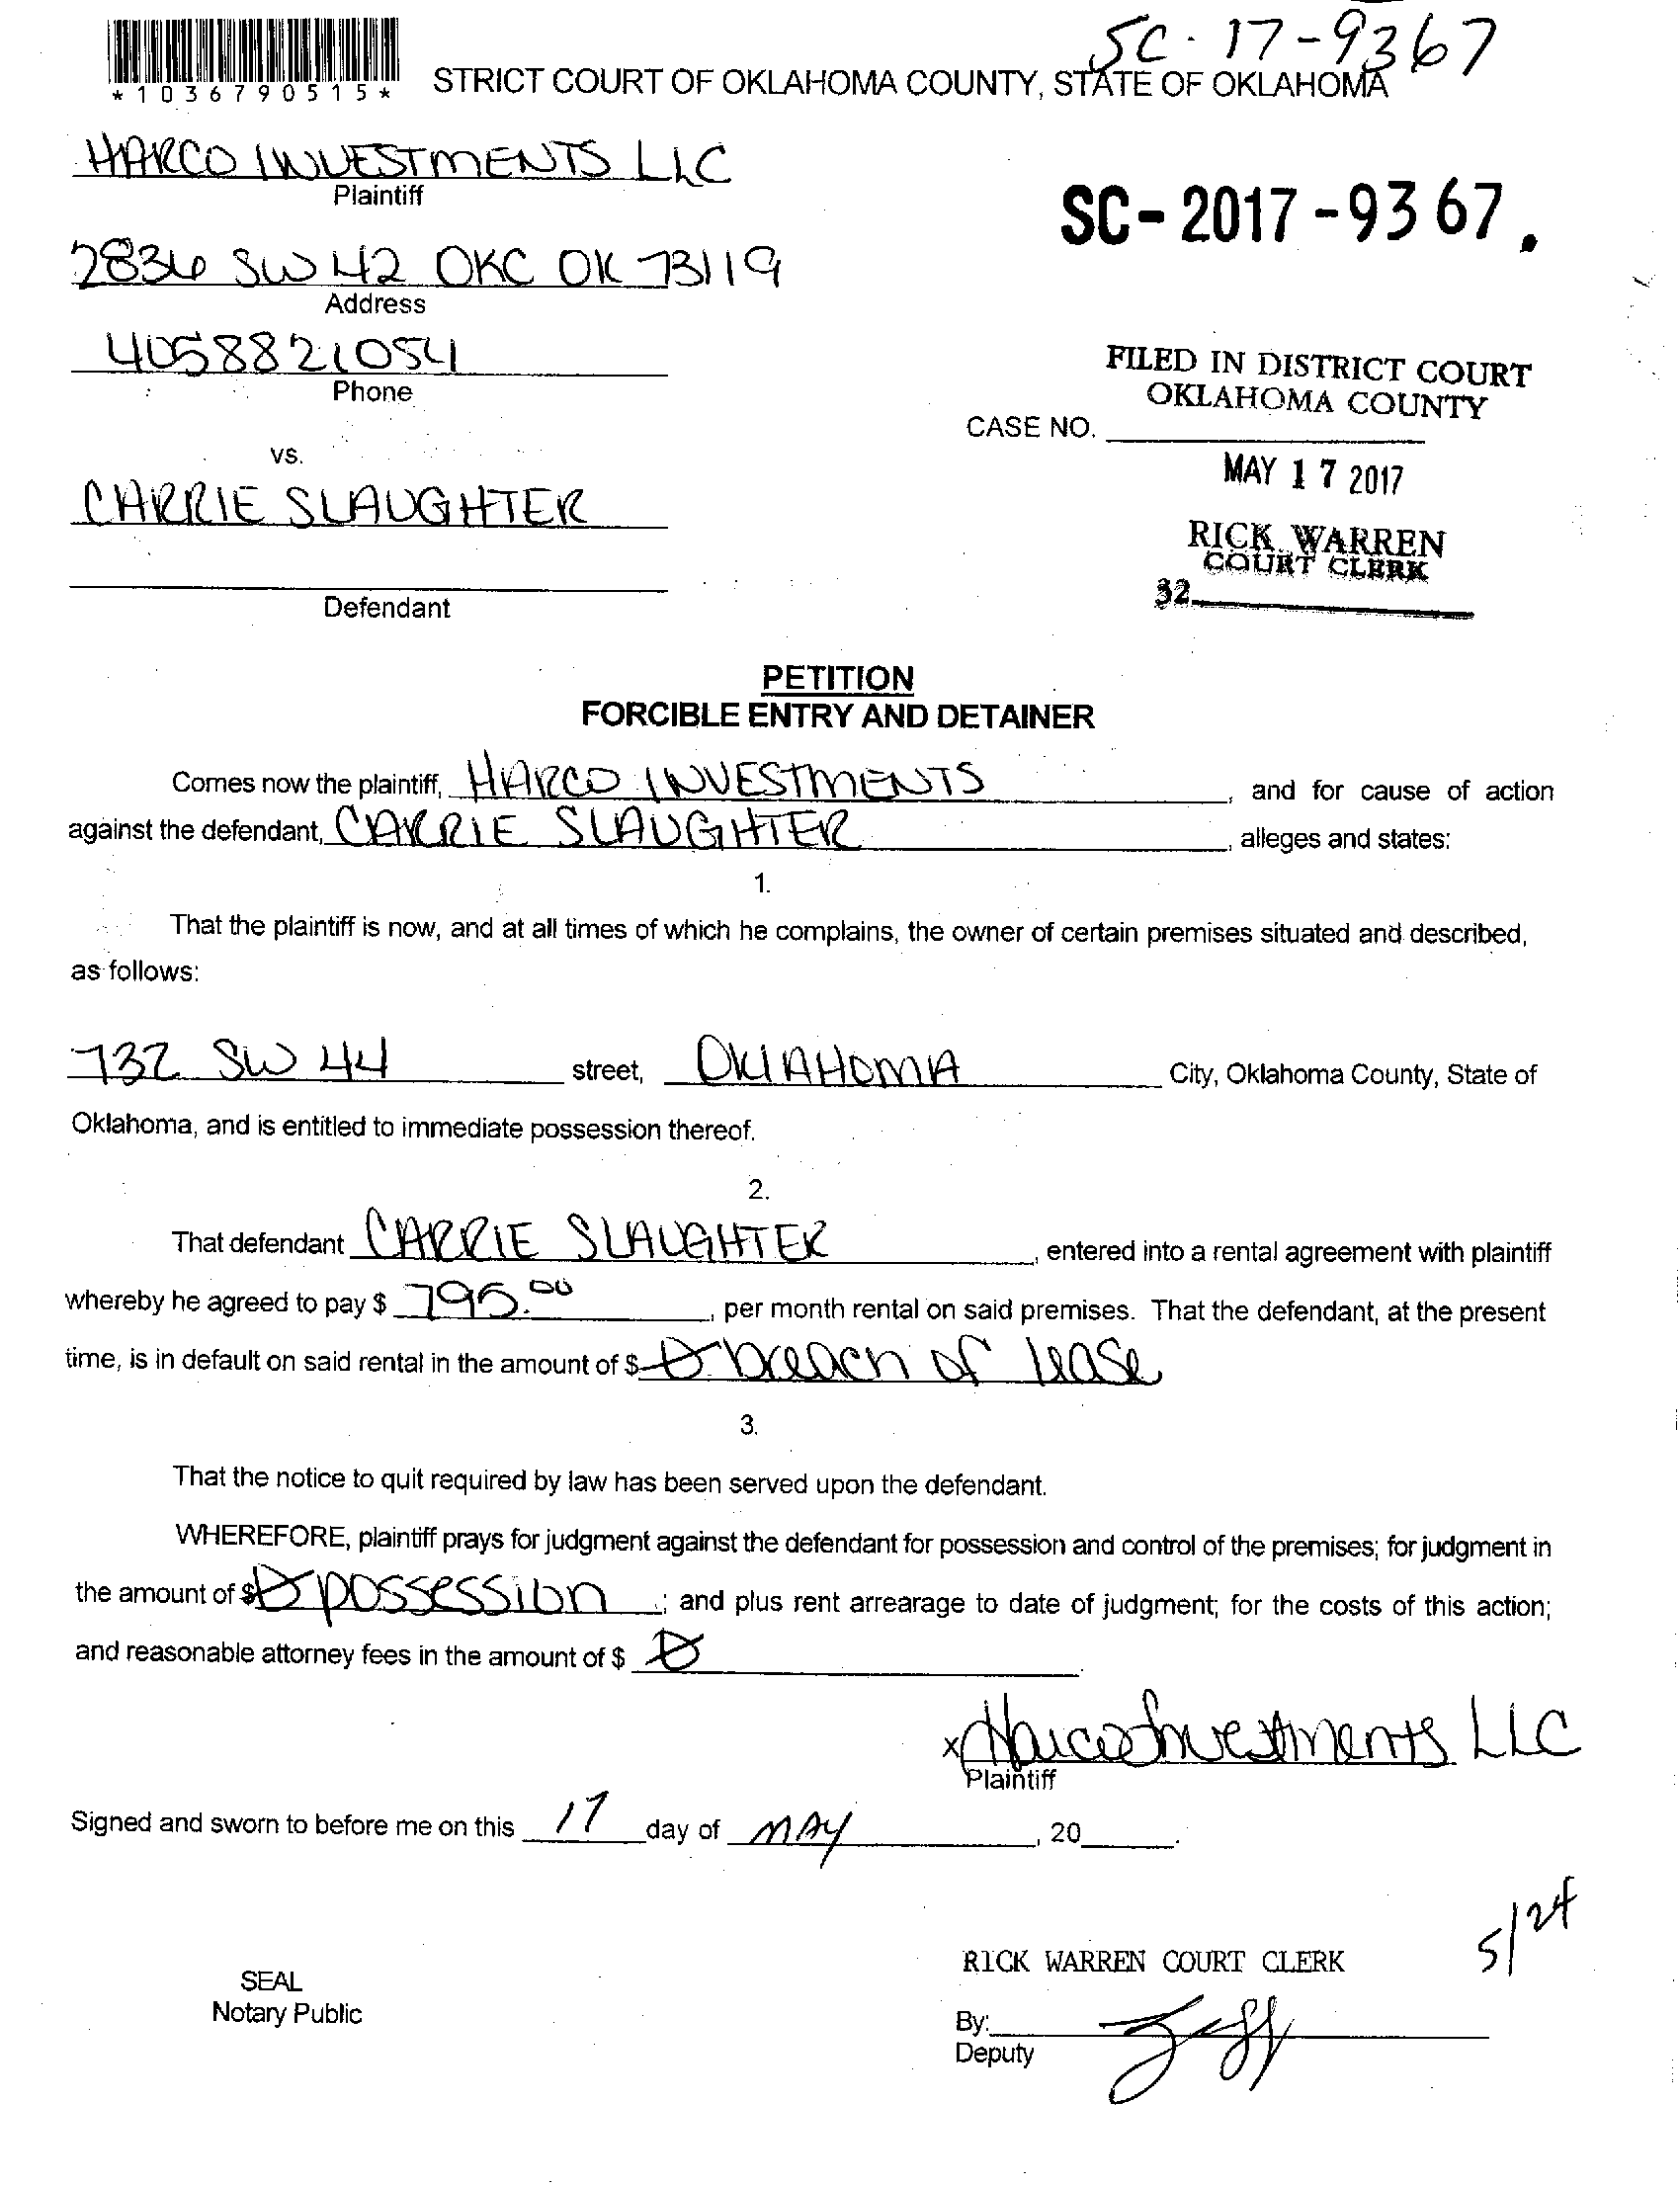 SC-17-9367
*1036790515*
STRICT COURT OF OKLAHOMA COUNTY, STATE OF OKLAHOMA
HARCO INVESTMENTS LLC
Plaintiff
SC-2017-9367.
2836 SW 42 OKC OK 73119
Address
4058821054
Phone
FILED IN DISTRICT COURT
OKLAHOMA COUNTY
CASE NO.
vs.
MAY 17 2017
CARRIE SLAUGHTER
RICK WARREN
COURT CLERK
32
Defendant
PETITION
FORCIBLE ENTRY AND DETAINER
Comes now the plaintiff, HARCO INVESTMENTS, and for cause of action
against the defendant, CARRIE SLAUGHTER, alleges and states:
1.
That the plaintiff is now, and at all times of which he complains, the owner of certain premises situated and described,
as follows:
732 SW 44 street, OKLAHOMA City, Oklahoma County, State of
Oklahoma, and is entitled to immediate possession thereof.
2.
That defendant CARRIE SLAUGHTER, entered into a rental agreement with plaintiff
whereby he agreed to pay $ 795.00, per month rental on said premises. That the defendant, at the present
time, is in default on said rental in the amount of $ Ø breach of lease
3.
That the notice to quit required by law has been served upon the defendant.
WHEREFORE, plaintiff prays for judgment against the defendant for possession and control of the premises; for judgment in
the amount of $ Ø possession; and plus rent arrearage to date of judgment; for the costs of this action;
and reasonable attorney fees in the amount of $ Ø.
x Harco Investments LLC
Plaintiff
Signed and sworn to before me on this 17 day of MAY, 20.
5/24
RICK WARREN COURT CLERK
SEAL
Notary Public
By:
Deputy